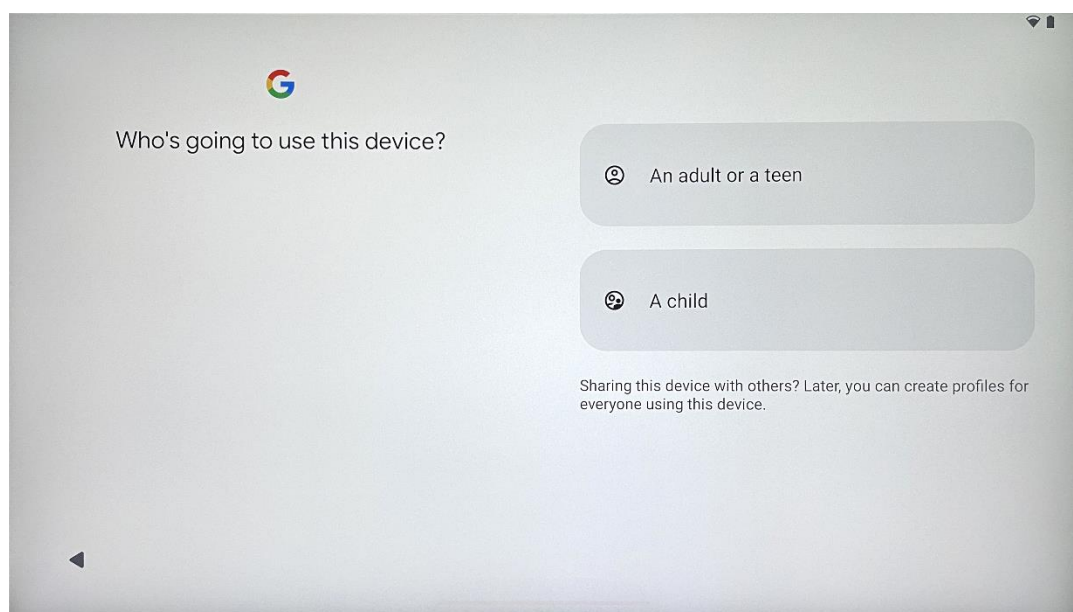 Who's going to use this device?
An adult or a teen
A child
Sharing this device with others? Later, you can create profiles for
everyone using this device.